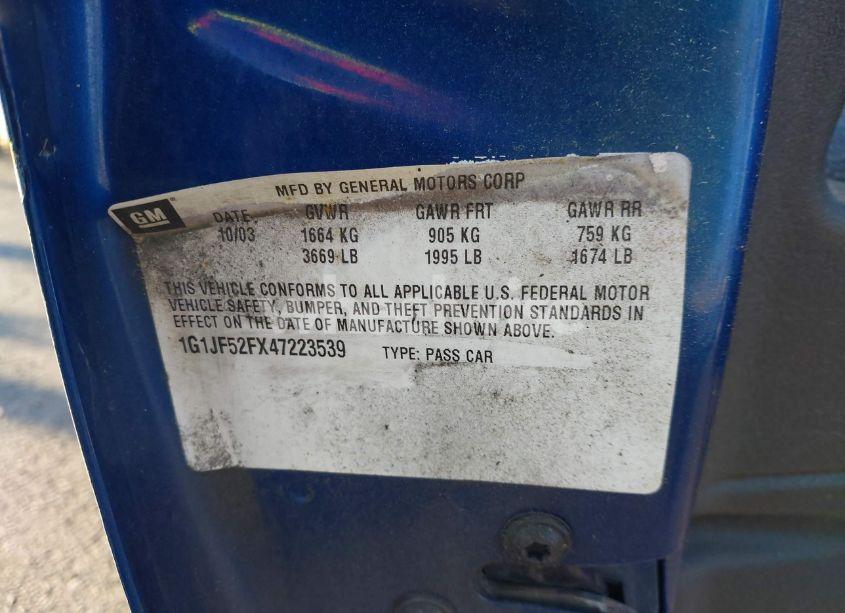 MFD BY GENERAL MOTORS CORP
GM
DATE GVWR GAWR FRT GAWR RR
10/03 1664 KG 905 KG 759 KG
3669 LB 1995 LB 1674 LB
THIS VEHICLE CONFORMS TO ALL APPLICABLE U.S. FEDERAL MOTOR
VEHICLE SAFETY, BUMPER, AND THEFT PREVENTION STANDARDS IN
EFFECT ON THE DATE OF MANUFACTURE SHOWN ABOVE.
1G1JF52FX47223539 TYPE: PASS CAR